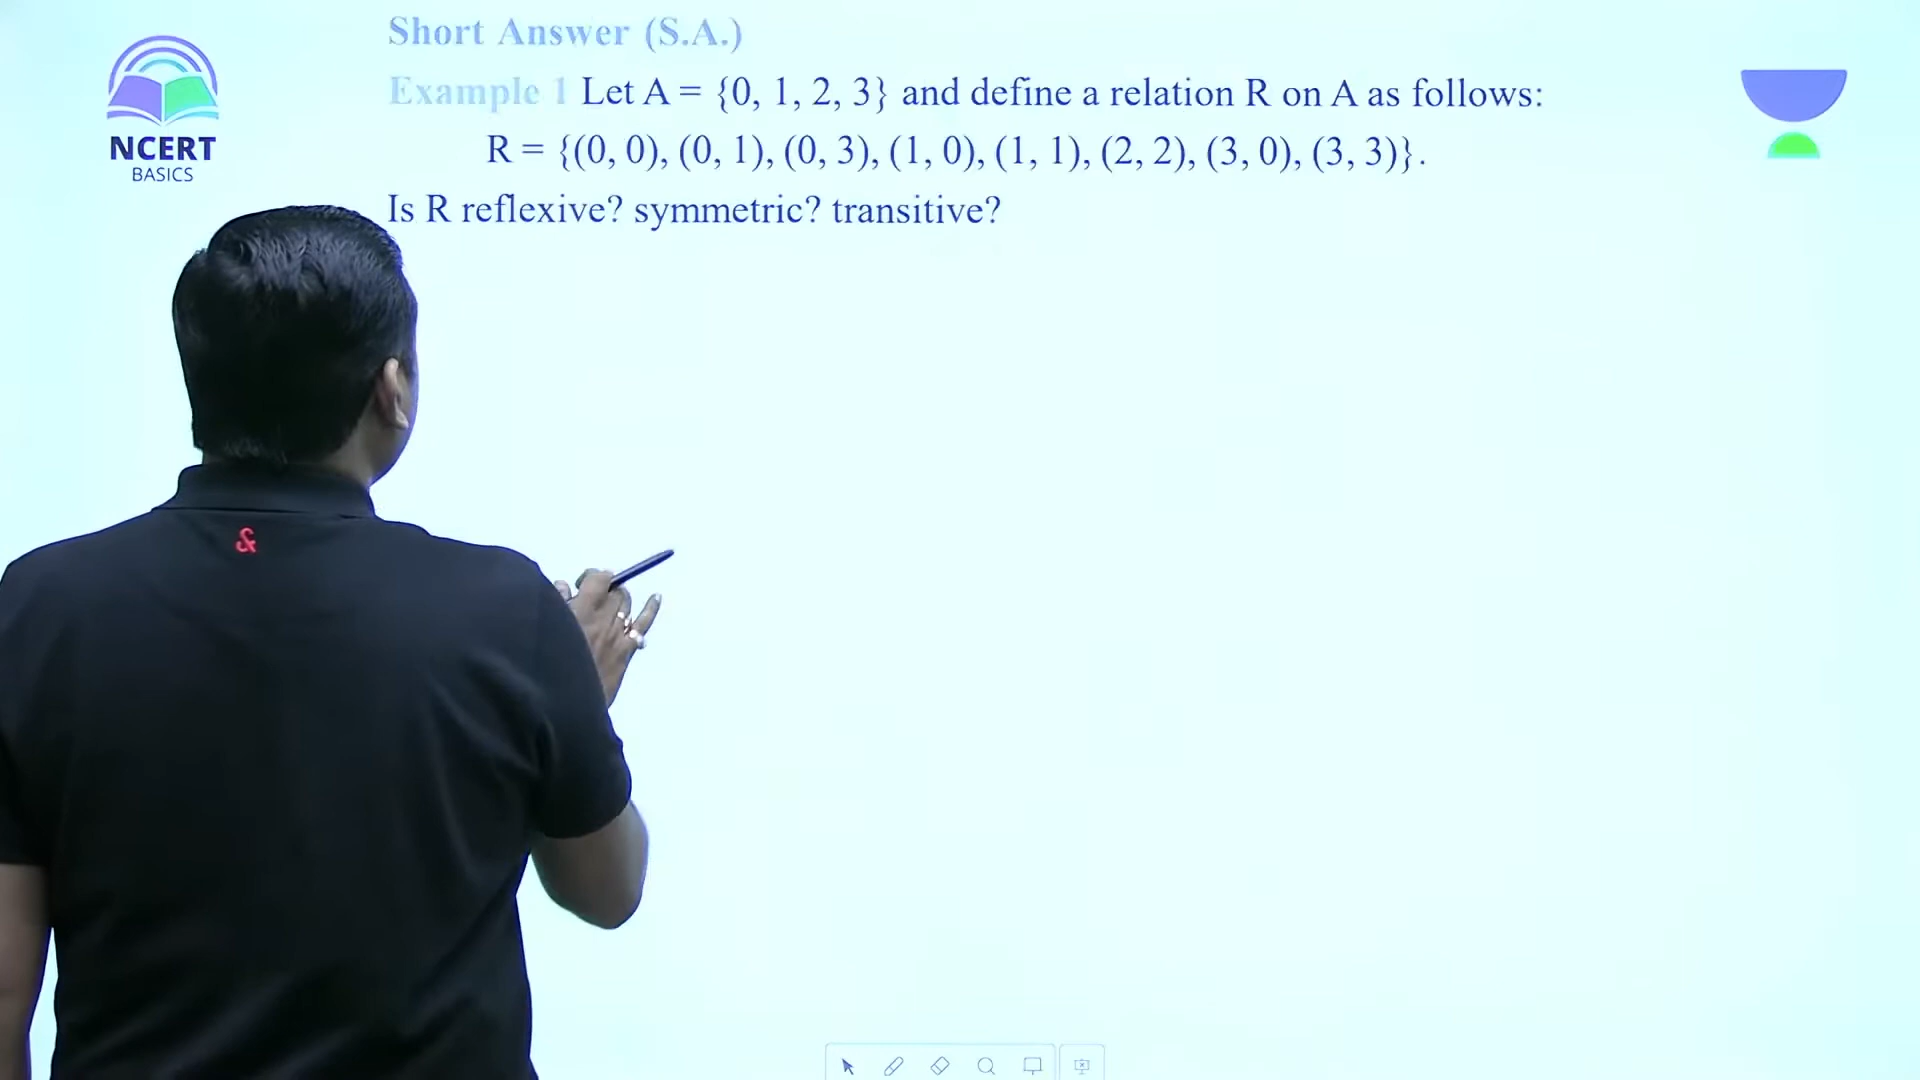 Short Answer (S.A.)
Example 1 Let A = {0, 1, 2, 3} and define a relation R on A as follows:
R = {(0, 0), (0, 1), (0, 3), (1, 0), (1, 1), (2, 2), (3, 0), (3, 3)}.
Is R reflexive? symmetric? transitive?
NCERT
BASICS
&